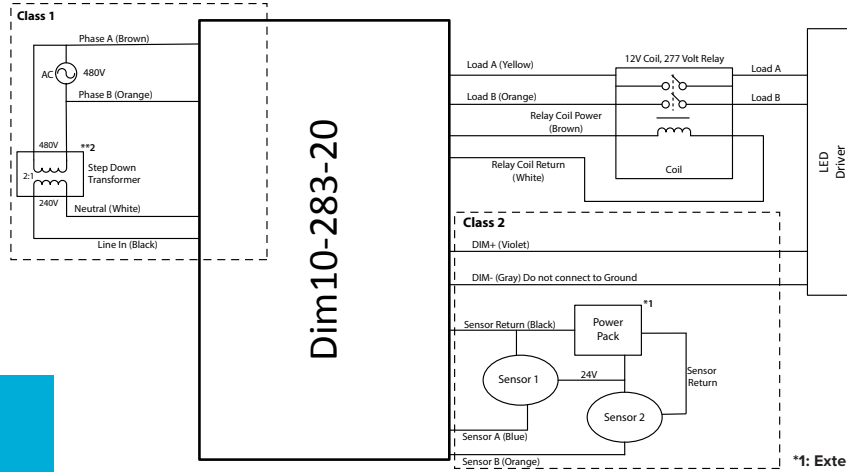 Class 1
Phase A (Brown)
AC
480V
Phase B (Orange)
480V
**2
2:1
Step Down
Transformer
240V
Neutral (White)
Line In (Black)
Dim10-283-20
12V Coil, 277 Volt Relay
Load A (Yellow)
Load A
Load B (Orange)
Load B
Relay Coil Power
(Brown)
Relay Coil Return
(White)
Coil
LED
Driver
Class 2
DIM+ (Violet)
DIM- (Gray) Do not connect to Ground
*1
Sensor Return (Black)
Power
Pack
Sensor 1
24V
Sensor
Return
Sensor 2
Sensor A (Blue)
Sensor B (Orange)
*1: Exte